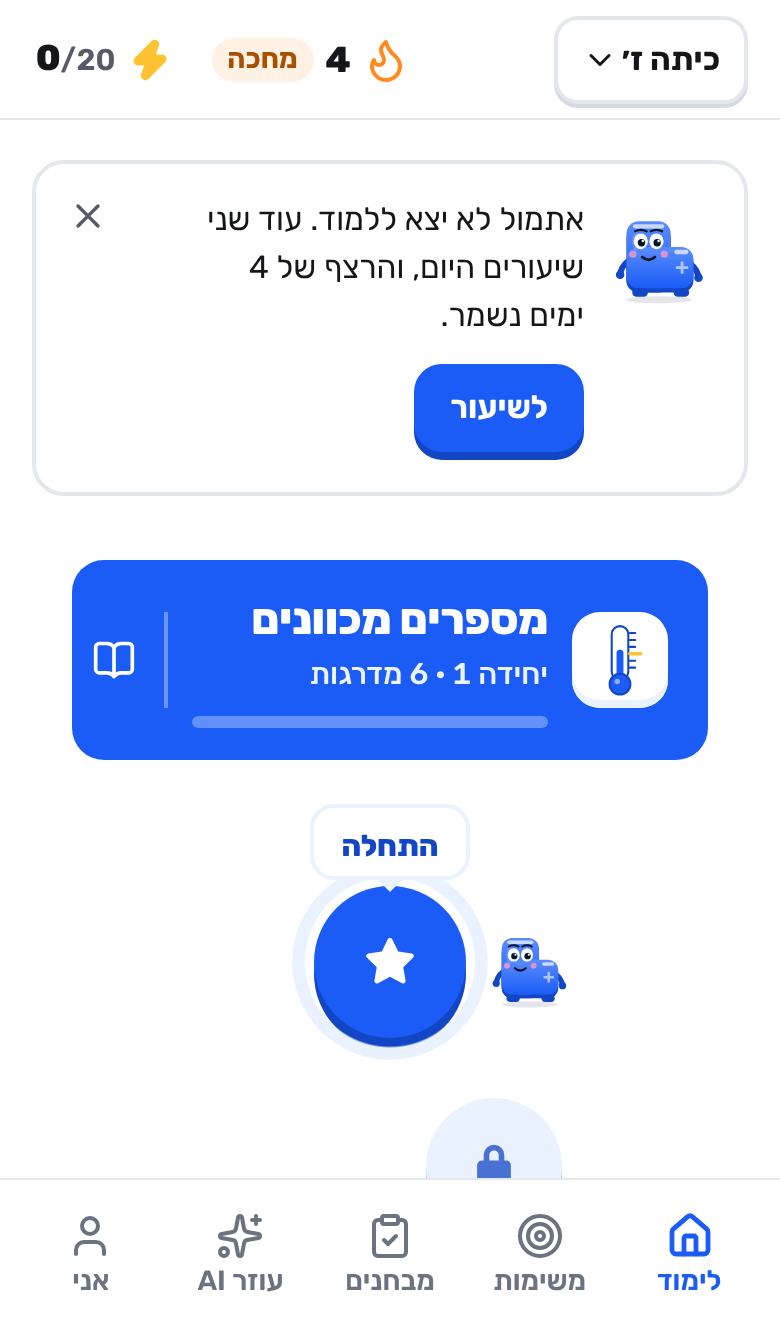 כיתה ז׳
4 מחכה
0/20
אתמול לא יצא ללמוד. עוד שני
שיעורים היום, והרצף של 4
ימים נשמר.
לשיעור
מספרים מכוונים
יחידה 1 • 6 מדרגות
התחלה
לימוד
משימות
מבחנים
עוזר AI
אני